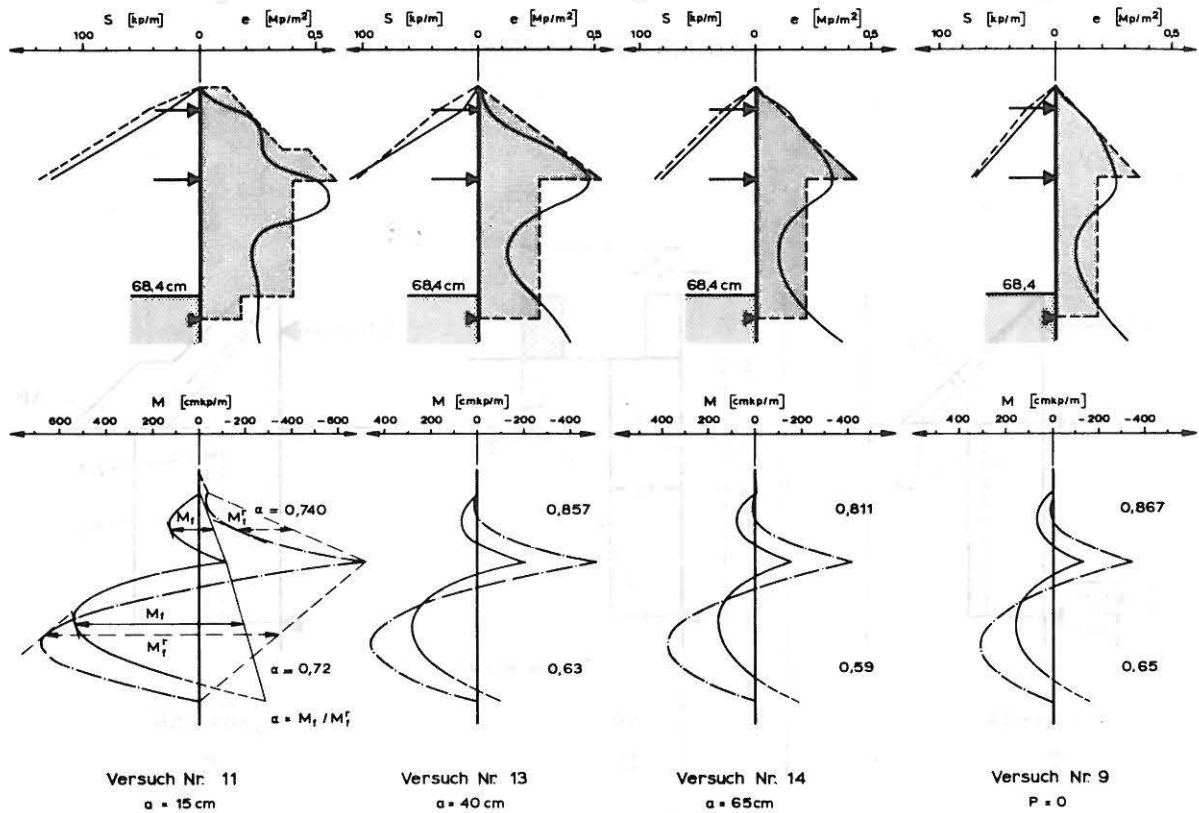 S [kp/m] e [Mp/m²]
100 0 0,5
S [kp/m] e [Mp/m²]
100 0 0,5
S [kp/m] e [Mp/m²]
100 0 0,5
S [kp/m] e [Mp/m²]
100 0 0,5
68,4 cm
68,4 cm
68,4 cm
68,4
M [cmkp/m]
600 400 200 0 -200 -400 -600
M [cmkp/m]
400 200 0 -200 -400
M [cmkp/m]
400 200 0 -200 -400
M [cmkp/m]
400 200 0 -200 -400
Mf Mfʳ α = 0,740
0,857
0,811
0,867
Mf
Mfʳ
α = 0,72
0,63
0,59
0,65
α = Mf / Mfʳ
Versuch Nr. 11
a = 15 cm
Versuch Nr. 13
a = 40 cm
Versuch Nr. 14
a = 65cm
Versuch Nr. 9
P = 0